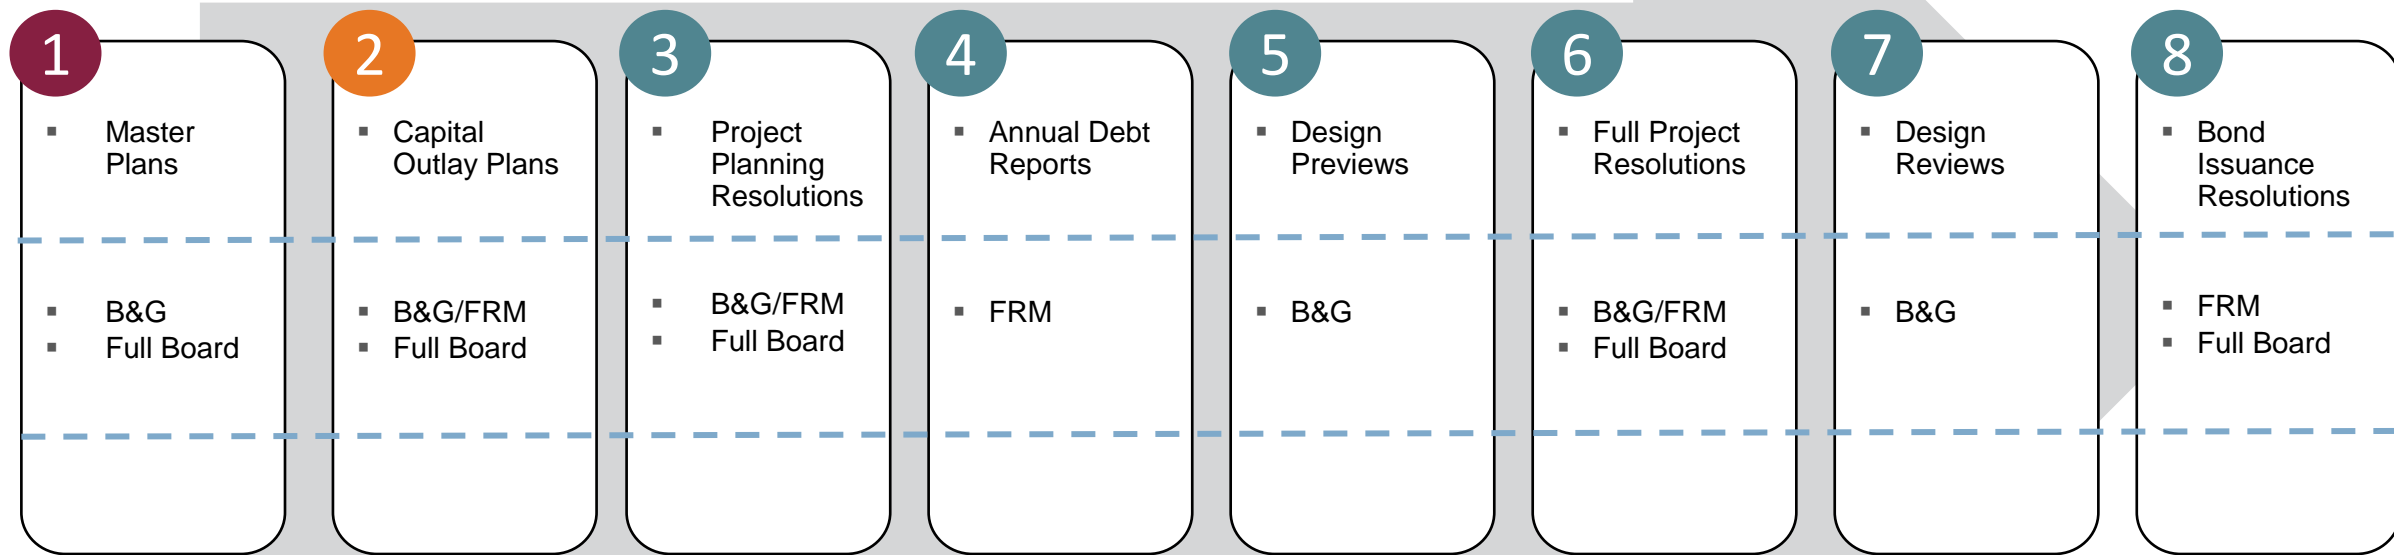 1
Master
Plans
B&G
Full Board
2
Capital
Outlay Plans
B&G/FRM
Full Board
3
Project
Planning
Resolutions
B&G/FRM
Full Board
4
Annual Debt
Reports
FRM
5
Design
Previews
B&G
6
Full Project
Resolutions
B&G/FRM
Full Board
7
Design
Reviews
B&G
8
Bond
Issuance
Resolutions
FRM
Full Board